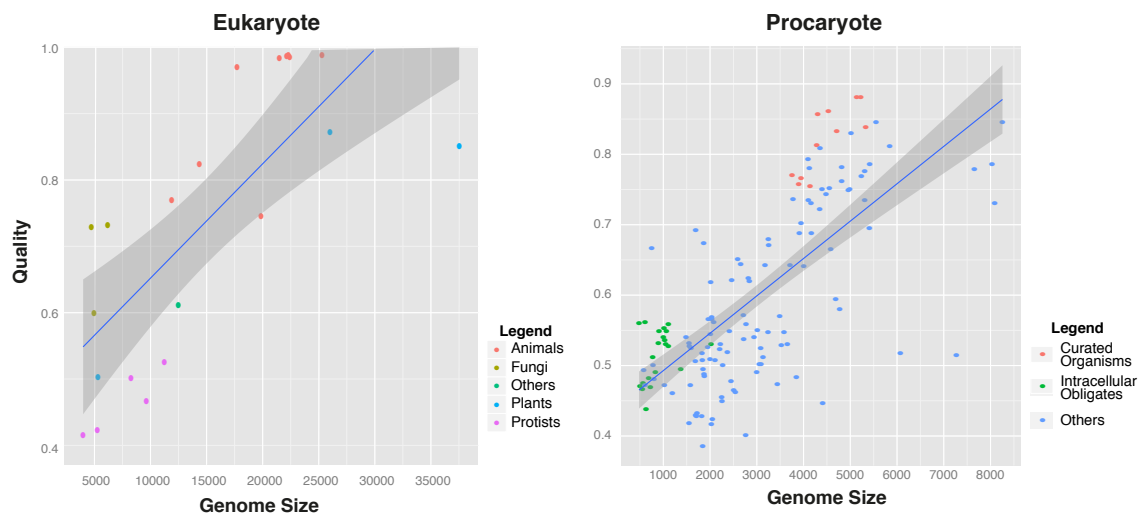 Eukaryote
Quality
1.0
0.8
0.6
0.4
5000 10000 15000 20000 25000 30000 35000
Genome Size
Legend
Animals
Fungi
Others
Plants
Protists
Procaryote
0.9
0.8
0.7
0.6
0.5
0.4
1000 2000 3000 4000 5000 6000 7000 8000
Genome Size
Legend
Curated
Organisms
Intracellular
Obligates
Others